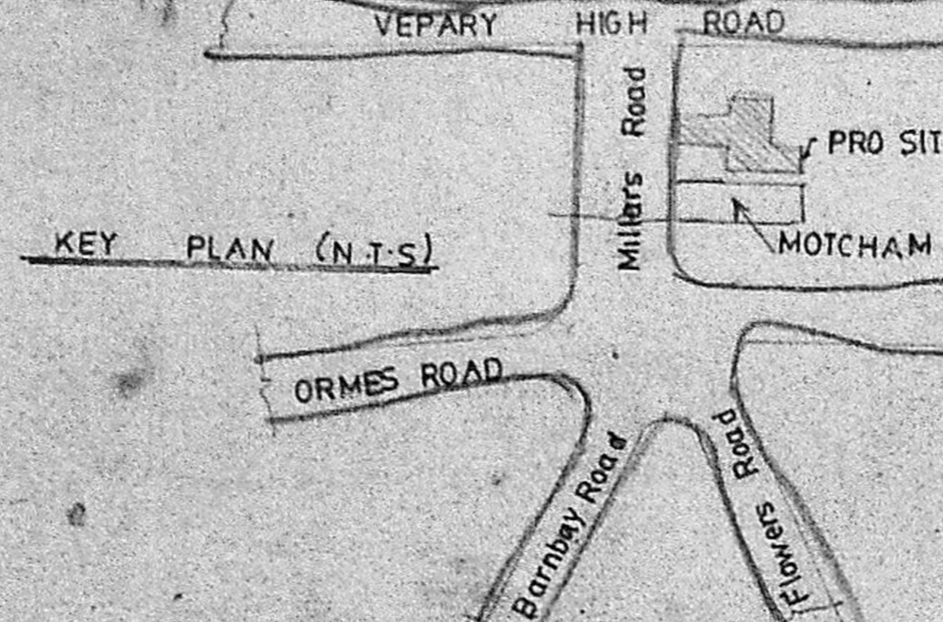 VEPARY HIGH ROAD
Millars Road
PRO SIT
MOTCHAM
KEY PLAN (N.T.S)
ORMES ROAD
Barnbay Road
Flowers Road